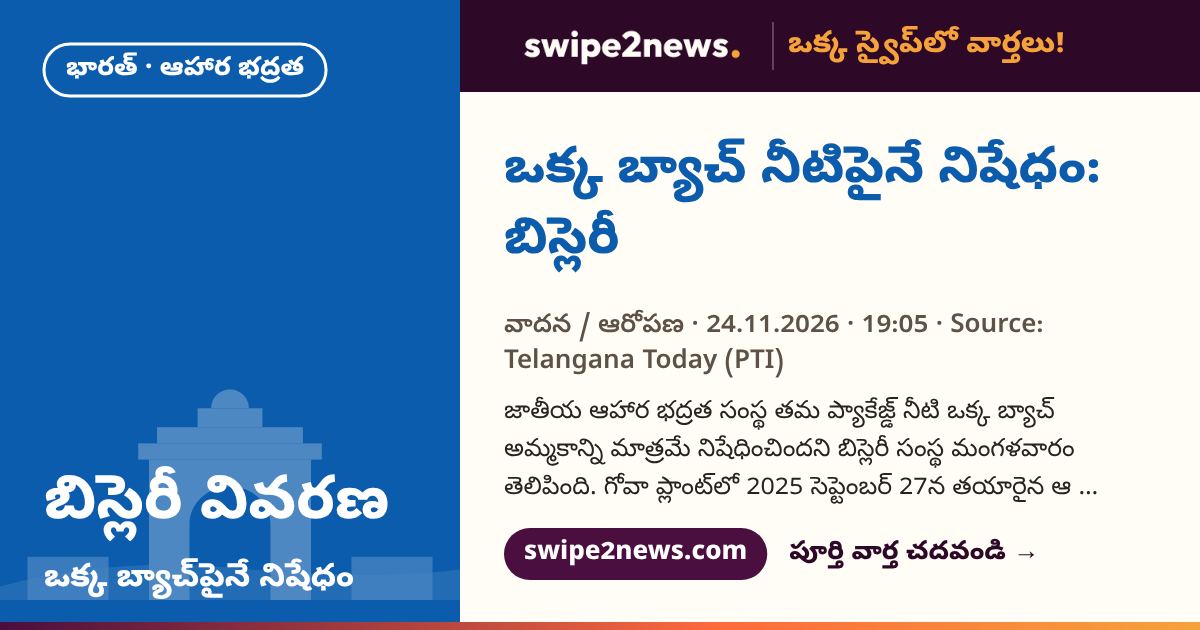 భారత్ · ఆహార భద్రత
బిస్లెరీ వివరణ
ఒక్క బ్యాచ్‌పైనే నిషేధం
swipe2news.
ఒక్క స్వైప్‌లో వార్తలు!
ఒక్క బ్యాచ్ నీటిపైనే నిషేధం:
బిస్లెరీ
వాదన / ఆరోపణ · 24.11.2026 · 19:05 · Source:
Telangana Today (PTI)
జాతీయ ఆహార భద్రత సంస్థ తమ ప్యాకేజ్డ్ నీటి ఒక్క బ్యాచ్
అమ్మకాన్ని మాత్రమే నిషేధించిందని బిస్లెరీ సంస్థ మంగళవారం
తెలిపింది. గోవా ప్లాంట్‌లో 2025 సెప్టెంబర్ 27న తయారైన ఆ ...
swipe2news.com
పూర్తి వార్త చదవండి →